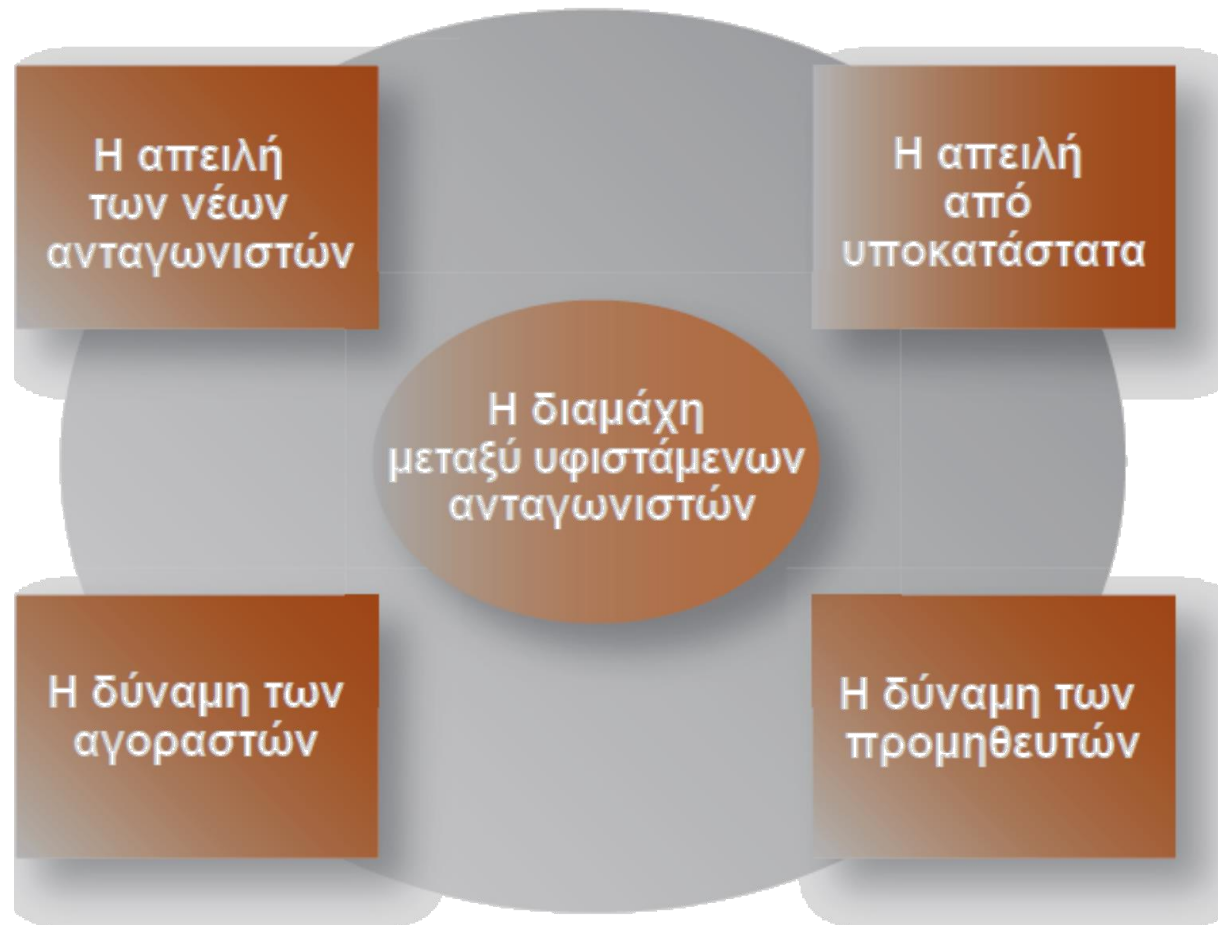 Η απειλή
των νέων
ανταγωνιστών
Η απειλή
από
υποκατάστατα
Η διαμάχη
μεταξύ υφιστάμενων
ανταγωνιστών
Η δύναμη των
αγοραστών
Η δύναμη των
προμηθευτών